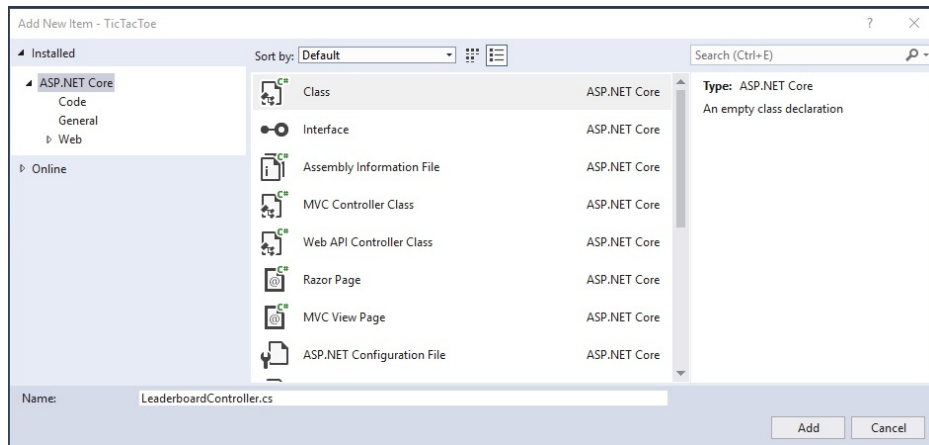 Add New Item - TicTacToe
? ×
Installed
ASP.NET Core
Code
General
Web
Online
Sort by: Default
Search (Ctrl+E)
Class ASP.NET Core
Interface ASP.NET Core
Assembly Information File ASP.NET Core
MVC Controller Class ASP.NET Core
Web API Controller Class ASP.NET Core
Razor Page ASP.NET Core
MVC View Page ASP.NET Core
ASP.NET Configuration File ASP.NET Core
Type: ASP.NET Core
An empty class declaration
Name: LeaderboardController.cs
Add Cancel